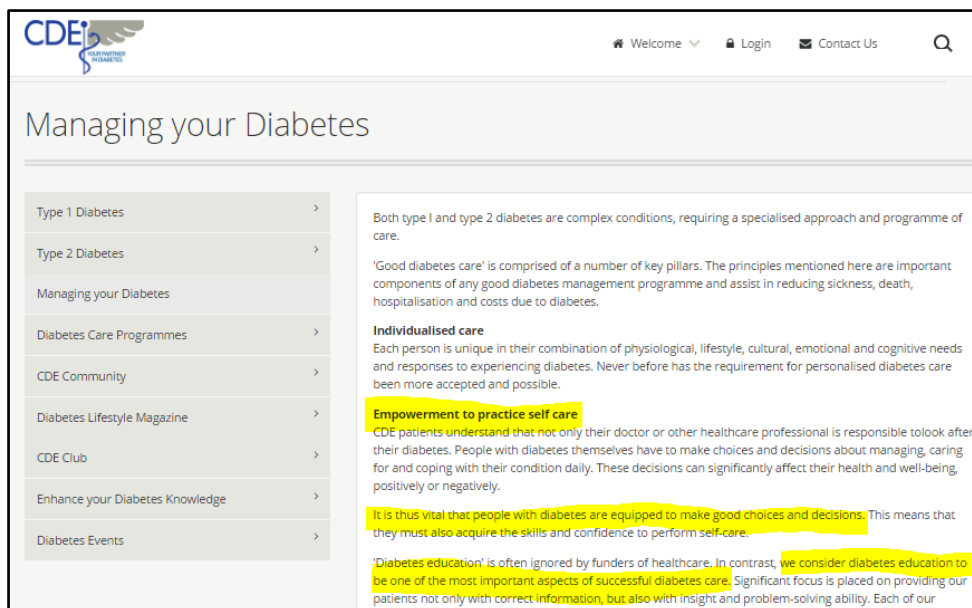 CDE
YOUR PARTNER
IN DIABETES
Welcome
Login
Contact Us
Managing your Diabetes
Type 1 Diabetes
Type 2 Diabetes
Managing your Diabetes
Diabetes Care Programmes
CDE Community
Diabetes Lifestyle Magazine
CDE Club
Enhance your Diabetes Knowledge
Diabetes Events
Both type I and type 2 diabetes are complex conditions, requiring a specialised approach and programme of
care.
'Good diabetes care' is comprised of a number of key pillars. The principles mentioned here are important
components of any good diabetes management programme and assist in reducing sickness, death,
hospitalisation and costs due to diabetes.
Individualised care
Each person is unique in their combination of physiological, lifestyle, cultural, emotional and cognitive needs
and responses to experiencing diabetes. Never before has the requirement for personalised diabetes care
been more accepted and possible.
Empowerment to practice self care
CDE patients understand that not only their doctor or other healthcare professional is responsible tolook after
their diabetes. People with diabetes themselves have to make choices and decisions about managing, caring
for and coping with their condition daily. These decisions can significantly affect their health and well-being,
positively or negatively.
It is thus vital that people with diabetes are equipped to make good choices and decisions. This means that
they must also acquire the skills and confidence to perform self-care.
'Diabetes education' is often ignored by funders of healthcare. In contrast, we consider diabetes education to
be one of the most important aspects of successful diabetes care. Significant focus is placed on providing our
patients not only with correct information, but also with insight and problem-solving ability. Each of our